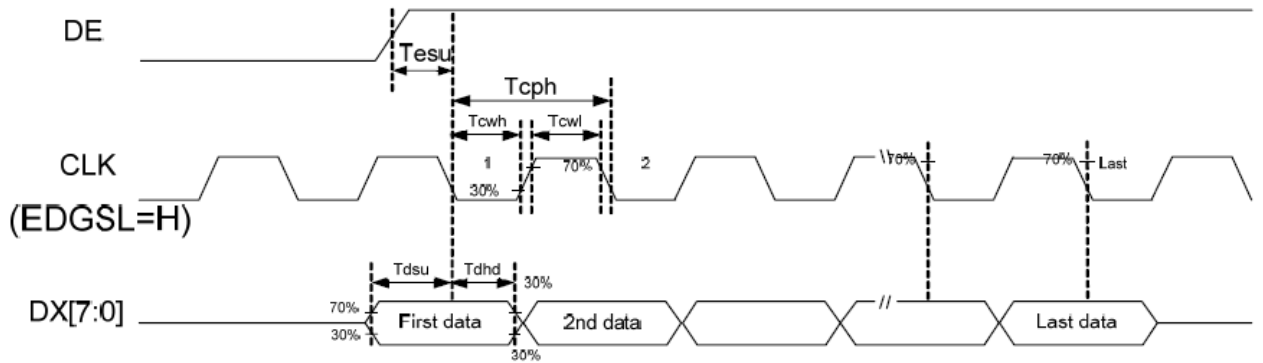 DE
Tesu
Tcph
Tcwh
Tcwl
CLK
1
70%
2
\\
70%
70%
Last
30%
(EDGSL=H)
Tdsu
Tdhd
30%
70%
DX[7:0]
First data
2nd data
//
Last data
30%
30%